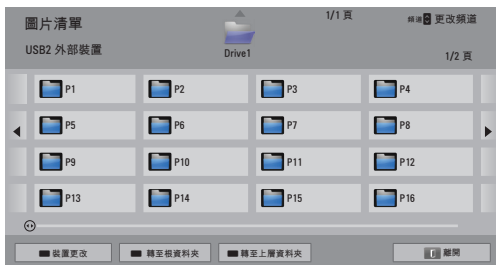 圖片清單
1/1 頁
頻道 更改頻道
USB2 外部裝置
Drive1
1/2 頁
P1
P2
P3
P4
P5
P6
P7
P8
P9
P10
P11
P12
P13
P14
P15
P16
裝置更改
轉至根資料夾
轉至上層資料夾
離開